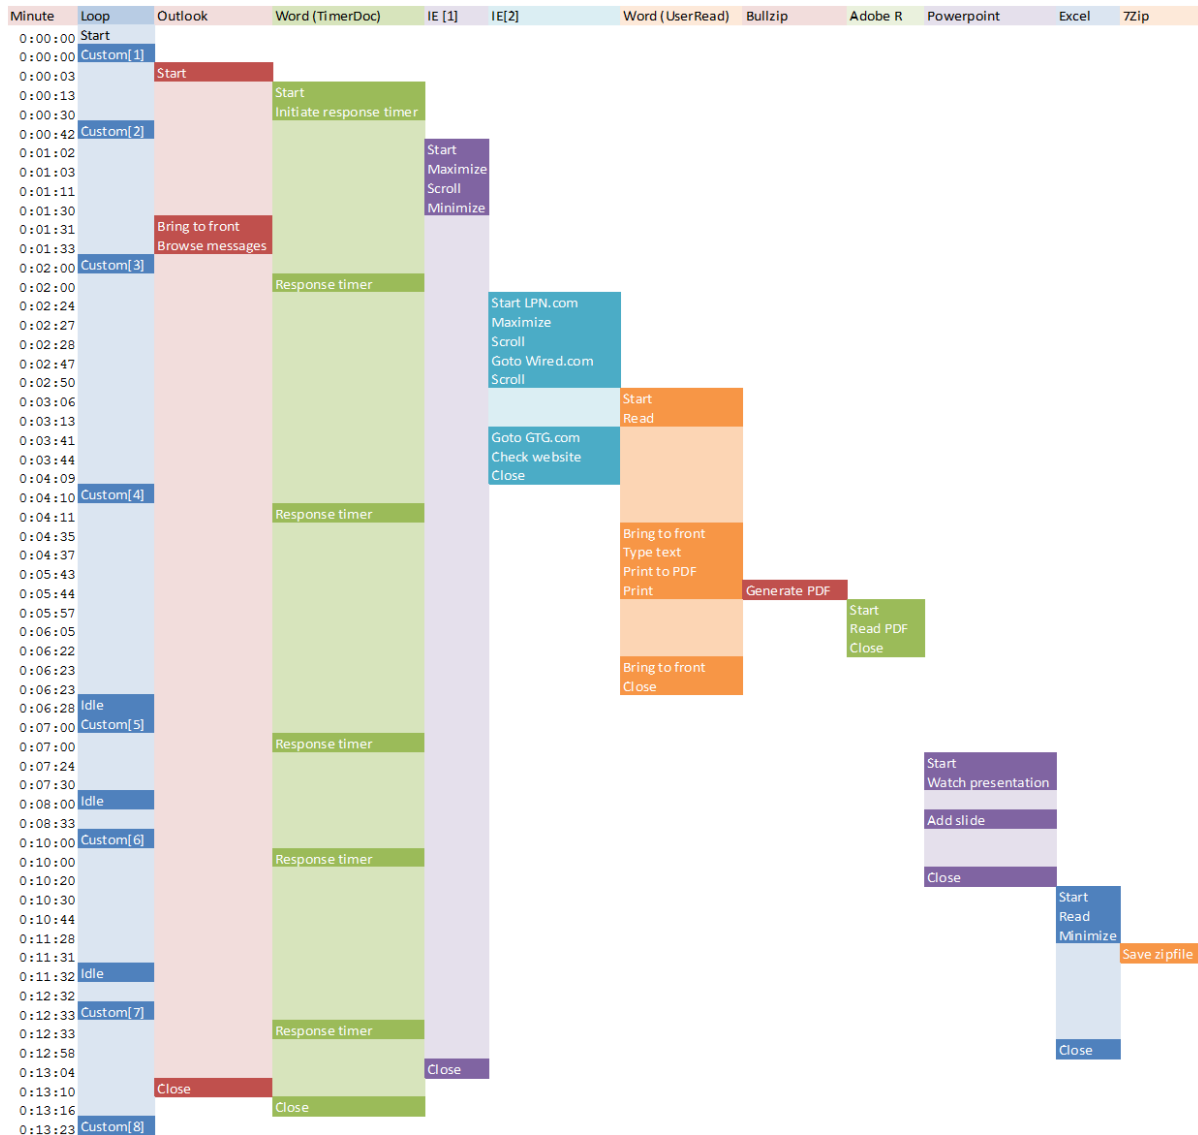 Minute Loop Outlook Word (TimerDoc) IE [1] IE[2] Word (UserRead) Bullzip Adobe R Powerpoint Excel 7Zip
0:00:00 Start
0:00:00 Custom[1]
0:00:03 Start
0:00:13 Start
0:00:30 Initiate response timer
0:00:42 Custom[2]
0:01:02 Start
0:01:03 Maximize
0:01:11 Scroll
0:01:30 Minimize
0:01:31 Bring to front
0:01:33 Browse messages
0:02:00 Custom[3]
0:02:00 Response timer
0:02:24 Start LPN.com
0:02:27 Maximize
0:02:28 Scroll
0:02:47 Goto Wired.com
0:02:50 Scroll
0:03:06 Start
0:03:13 Read
0:03:41 Goto GTG.com
0:03:44 Check website
0:04:09 Close
0:04:10 Custom[4]
0:04:11 Response timer
0:04:35 Bring to front
0:04:37 Type text
0:05:43 Print to PDF
0:05:44 Print Generate PDF
0:05:57 Start
0:06:05 Read PDF
0:06:22 Close
0:06:23 Bring to front
0:06:23 Close
0:06:28 Idle
0:07:00 Custom[5]
0:07:00 Response timer
0:07:24 Start
0:07:30 Watch presentation
0:08:00 Idle
0:08:33 Add slide
0:10:00 Custom[6]
0:10:00 Response timer
0:10:20 Close
0:10:30 Start
0:10:44 Read
0:11:28 Minimize
0:11:31 Save zipfile
0:11:32 Idle
0:12:32
0:12:33 Custom[7]
0:12:33 Response timer
0:12:58 Close
0:13:04 Close
0:13:10 Close
0:13:16 Close
0:13:23 Custom[8]